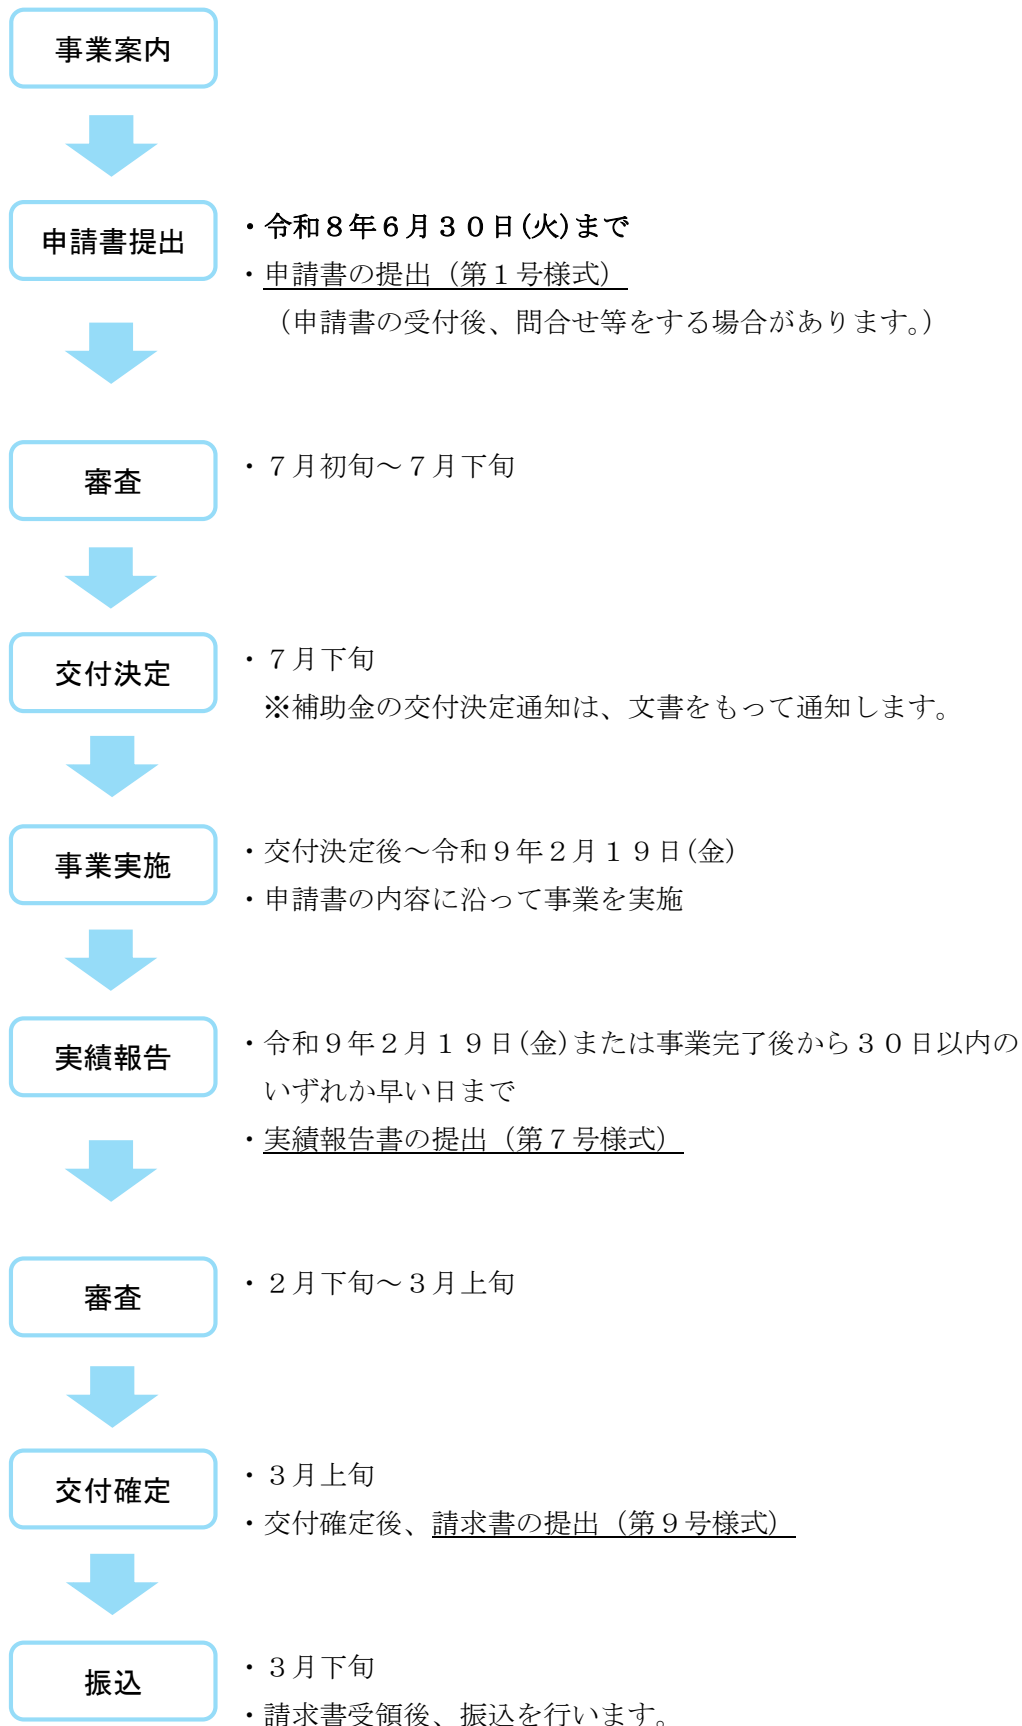 事業案内
申請書提出
・令和８年６月３０日(火)まで
・申請書の提出（第１号様式）
（申請書の受付後、問合せ等をする場合があります。）
審査
・７月初旬～７月下旬
交付決定
・７月下旬
※補助金の交付決定通知は、文書をもって通知します。
事業実施
・交付決定後～令和９年２月１９日(金)
・申請書の内容に沿って事業を実施
実績報告
・令和９年２月１９日(金)または事業完了後から３０日以内の
いずれか早い日まで
・実績報告書の提出（第７号様式）
審査
・２月下旬～３月上旬
交付確定
・３月上旬
・交付確定後、請求書の提出（第９号様式）
振込
・３月下旬
・請求書受領後、振込を行います。